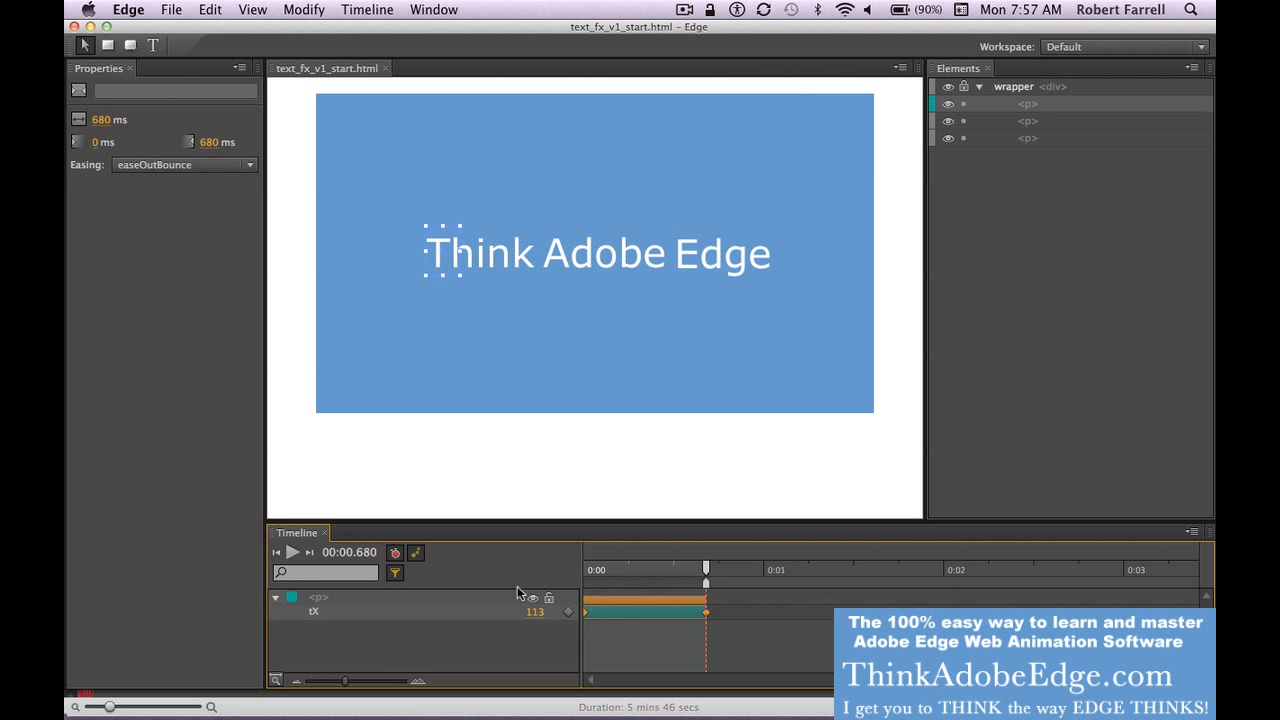 Edge File Edit View Modify Timeline Window (90%) Mon 7:57 AM Robert Farrell
text_fx_v1_start.html – Edge
T Workspace: Default
Properties × text_fx_v1_start.html × Elements ×
wrapper <div>
680 ms <p>
<p>
0 ms 680 ms <p>
Easing: easeOutBounce
Think Adobe Edge
Timeline ×
00:00.680
0:00 0:01 0:02 0:03
<p>
tX 113
The 100% easy way to learn and master
Adobe Edge Web Animation Software
ThinkAdobeEdge.com
I get you to THINK the way EDGE THINKS!
Duration: 5 mins 46 secs